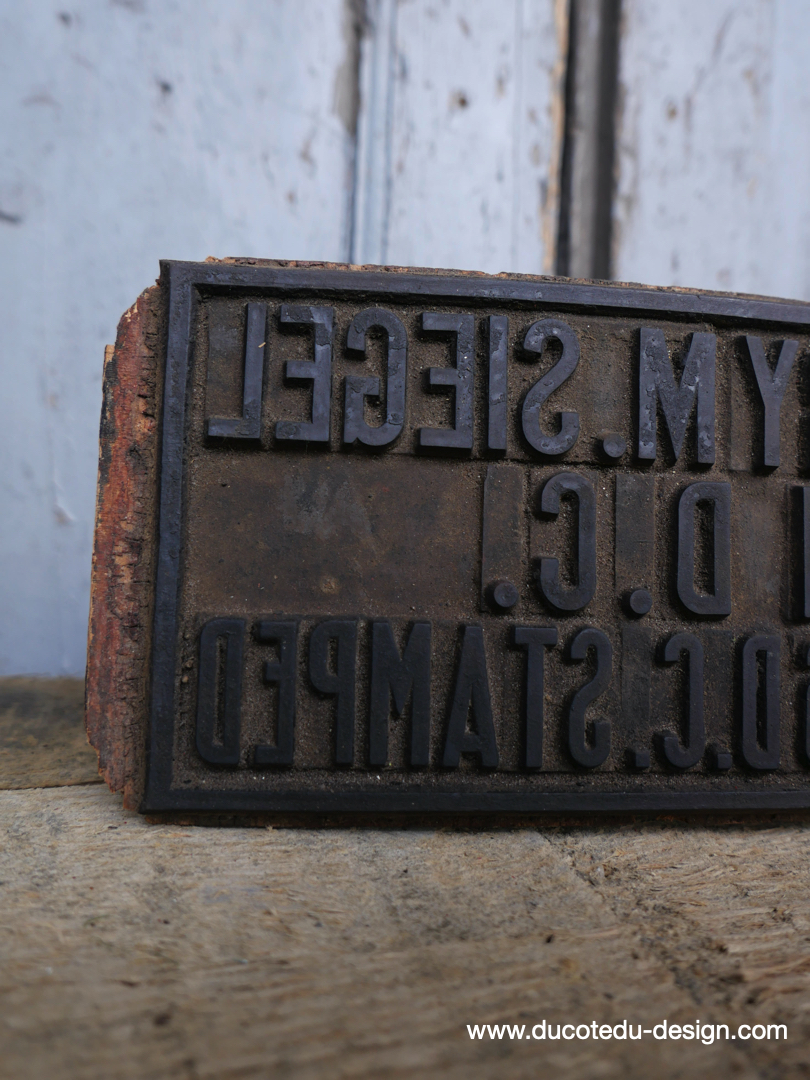 Y M. SIEGEL
D.C.
D.C. STAMPED
www.ducotedu-design.com